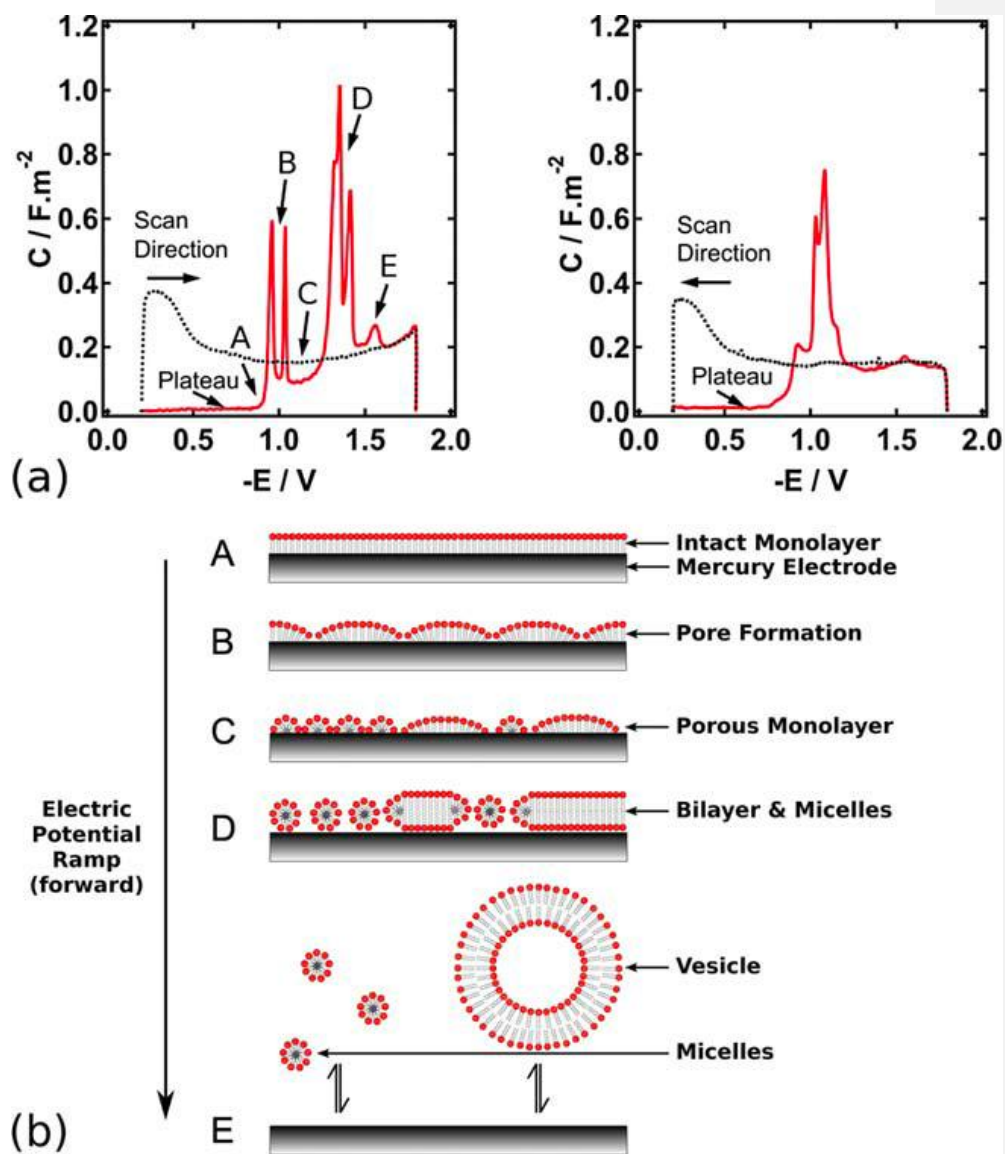 1.2
1.0
0.8
0.6
0.4
0.2
0.0
C / F.m-2
Scan
Direction
A
B
C
D
E
Plateau
0.0 0.5 1.0 1.5 2.0
-E / V
1.2
1.0
0.8
0.6
0.4
0.2
0.0
C / F.m-2
Scan
Direction
Plateau
0.0 0.5 1.0 1.5 2.0
-E / V
(a)
A
Intact Monolayer
Mercury Electrode
B
Pore Formation
C
Porous Monolayer
D
Bilayer & Micelles
Electric
Potential
Ramp
(forward)
Vesicle
Micelles
E
(b)